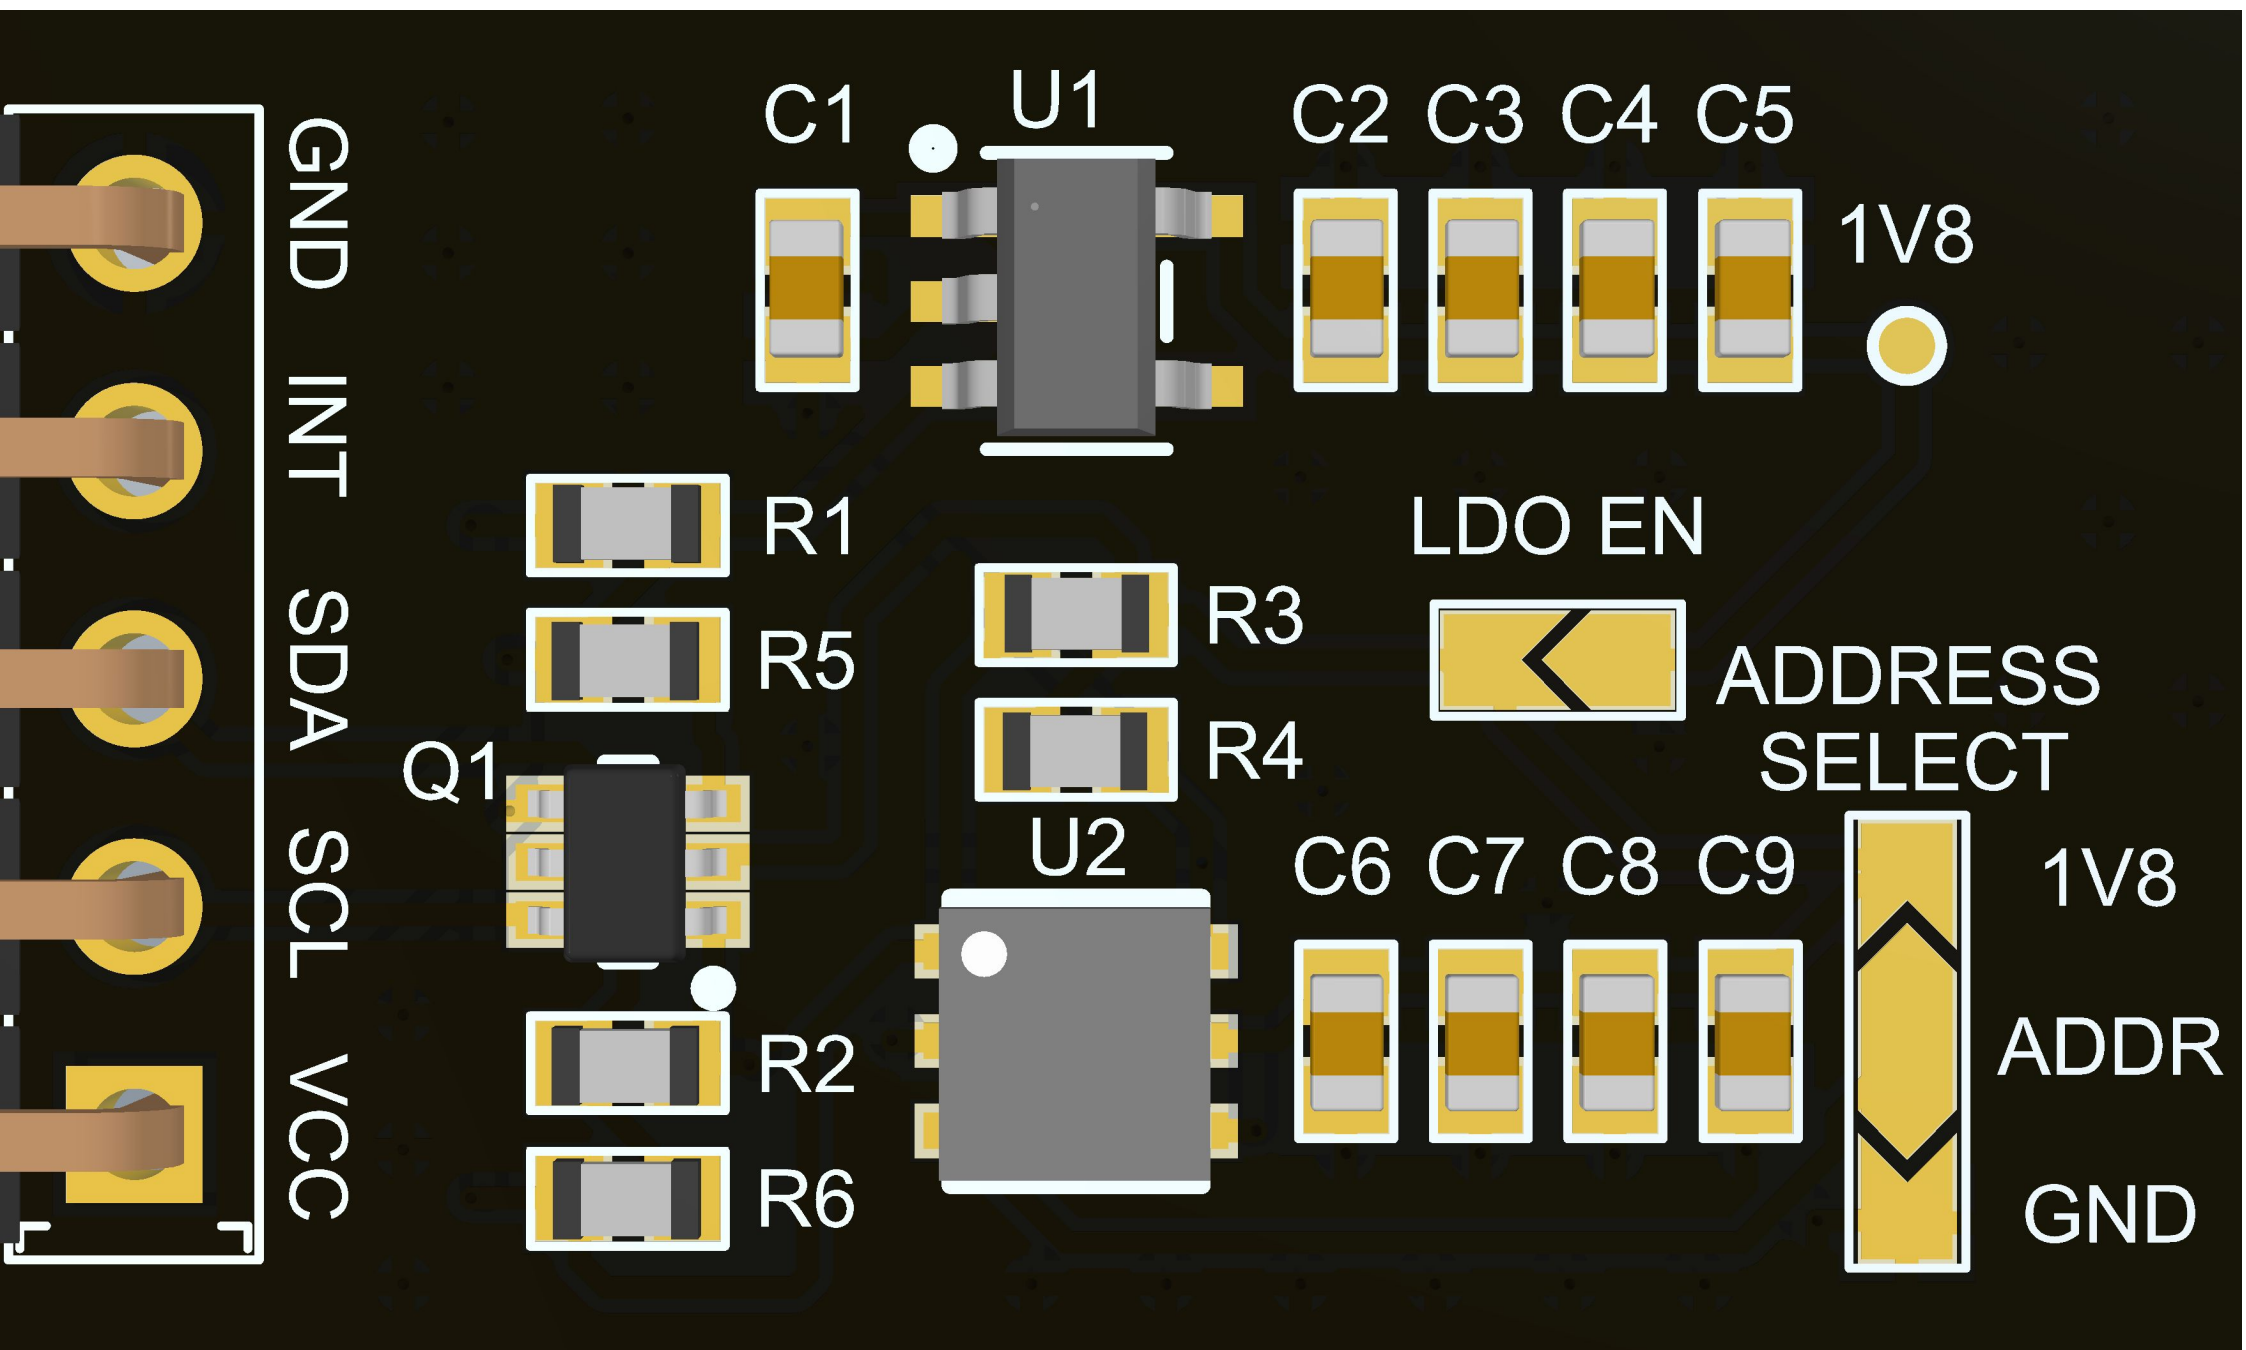 GND
INT
SDA
SCL
VCC
C1
U1
C2
C3
C4
C5
1V8
R1
R5
R3
R4
LDO EN
ADDRESS
SELECT
Q1
U2
C6
C7
C8
C9
R2
R6
1V8
ADDR
GND